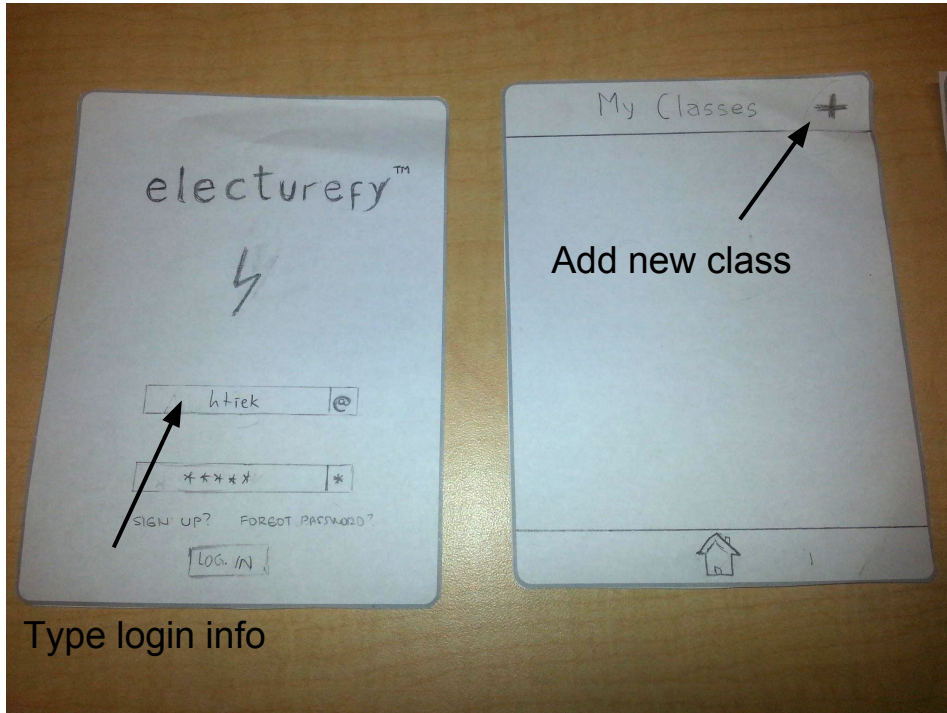 electurefy™
htiek @
***** *
SIGN UP? FORGOT PASSWORD?
LOG IN
Type login info
My Classes +
Add new class